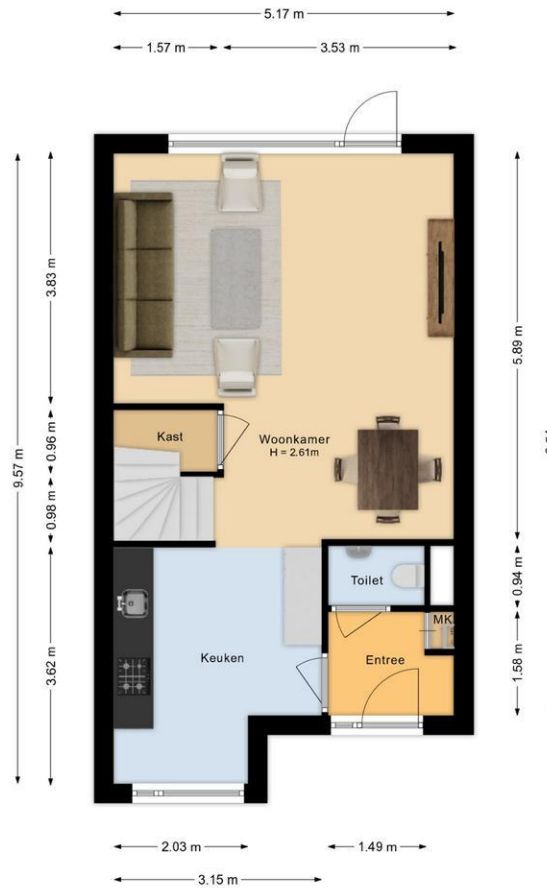 5.17 m
1.57 m
3.53 m
3.83 m
5.89 m
9.57 m
0.96 m
Kast
Woonkamer
H = 2.61m
0.98 m
0.94 m
Toilet
MK
3.62 m
Keuken
Entree
1.58 m
2.03 m
1.49 m
3.15 m